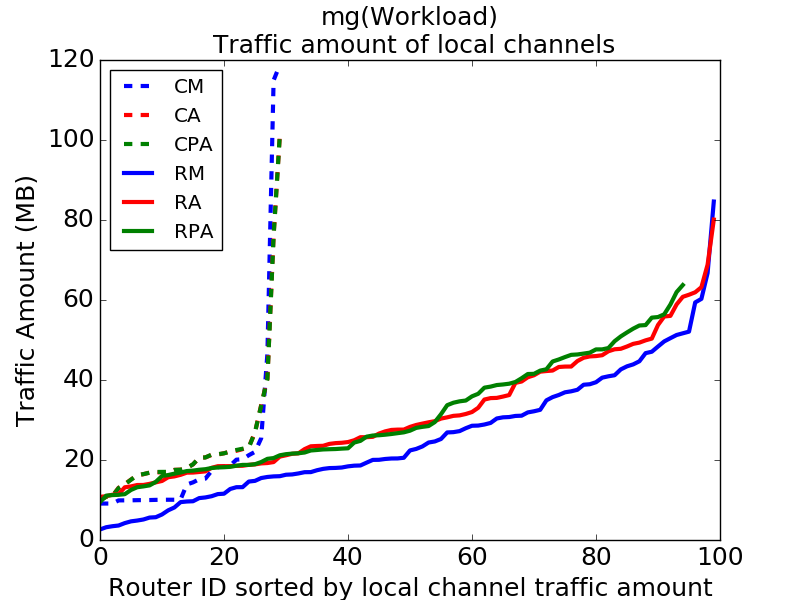 mg(Workload)
Traffic amount of local channels
Traffic Amount (MB)
120
100
80
60
40
20
0
CM
CA
CPA
RM
RA
RPA
0 20 40 60 80 100
Router ID sorted by local channel traffic amount